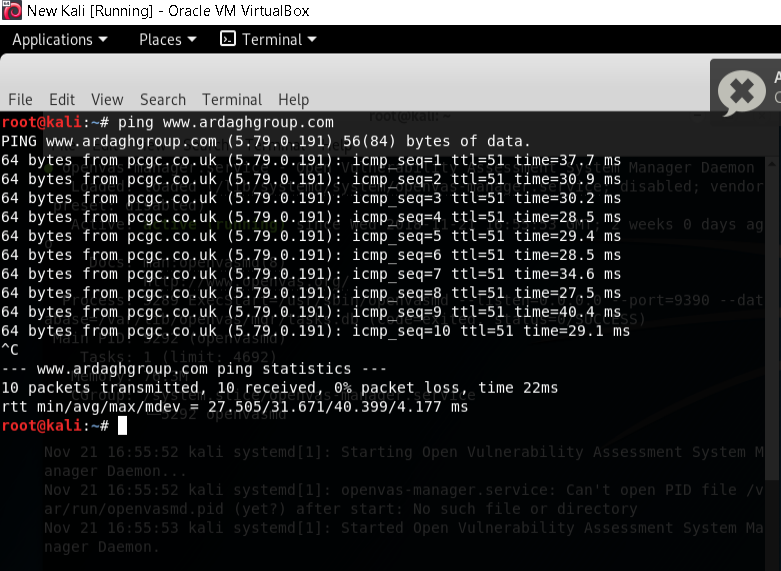 New Kali [Running] - Oracle VM VirtualBox
Applications Places Terminal
File Edit View Search Terminal Help
root@kali:~# ping www.ardaghgroup.com
PING www.ardaghgroup.com (5.79.0.191) 56(84) bytes of data.
64 bytes from pcgc.co.uk (5.79.0.191): icmp_seq=1 ttl=51 time=37.7 ms
64 bytes from pcgc.co.uk (5.79.0.191): icmp_seq=2 ttl=51 time=30.9 ms
64 bytes from pcgc.co.uk (5.79.0.191): icmp_seq=3 ttl=51 time=30.2 ms
64 bytes from pcgc.co.uk (5.79.0.191): icmp_seq=4 ttl=51 time=28.5 ms
64 bytes from pcgc.co.uk (5.79.0.191): icmp_seq=5 ttl=51 time=29.4 ms
64 bytes from pcgc.co.uk (5.79.0.191): icmp_seq=6 ttl=51 time=28.5 ms
64 bytes from pcgc.co.uk (5.79.0.191): icmp_seq=7 ttl=51 time=34.6 ms
64 bytes from pcgc.co.uk (5.79.0.191): icmp_seq=8 ttl=51 time=27.5 ms
64 bytes from pcgc.co.uk (5.79.0.191): icmp_seq=9 ttl=51 time=40.4 ms
64 bytes from pcgc.co.uk (5.79.0.191): icmp_seq=10 ttl=51 time=29.1 ms
^C
--- www.ardaghgroup.com ping statistics ---
10 packets transmitted, 10 received, 0% packet loss, time 22ms
rtt min/avg/max/mdev = 27.505/31.671/40.399/4.177 ms
root@kali:~#
Nov 21 16:55:52 kali systemd[1]: Starting Open Vulnerability Assessment System M
anager Daemon...
Nov 21 16:55:52 kali systemd[1]: openvas-manager.service: Can't open PID file /v
ar/run/openvasmd.pid (yet?) after start: No such file or directory
Nov 21 16:55:53 kali systemd[1]: Started Open Vulnerability Assessment System Ma
nager Daemon.